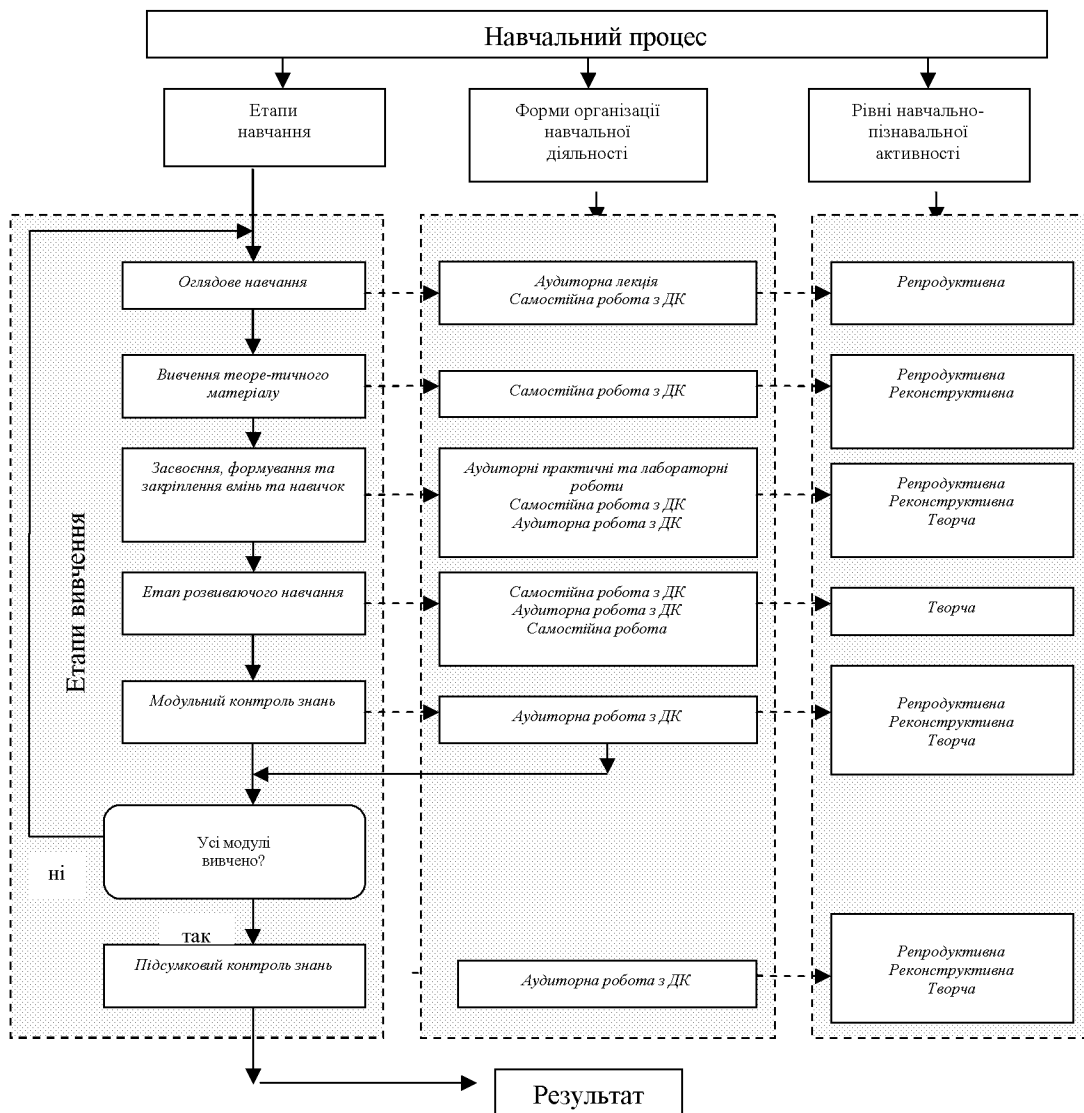 Навчальний процес
Етапи
навчання
Форми організації
навчальної
діяльності
Рівні навчально-
пізнавальної
активності
Оглядове навчання
Аудиторна лекція
Самостійна робота з ДК
Репродуктивна
Вивчення теоре-тичного
матеріалу
Самостійна робота з ДК
Репродуктивна
Реконструктивна
Засвоєння, формування та
закріплення вмінь та навичок
Аудиторні практичні та лабораторні
роботи
Самостійна робота з ДК
Аудиторна робота з ДК
Репродуктивна
Реконструктивна
Творча
Етапи вивчення
Етап розвиваючого навчання
Самостійна робота з ДК
Аудиторна робота з ДК
Самостійна робота
Творча
Модульний контроль знань
Аудиторна робота з ДК
Репродуктивна
Реконструктивна
Творча
Усі модулі
вивчено?
ні
так
Підсумковий контроль знань
Аудиторна робота з ДК
Репродуктивна
Реконструктивна
Творча
Результат